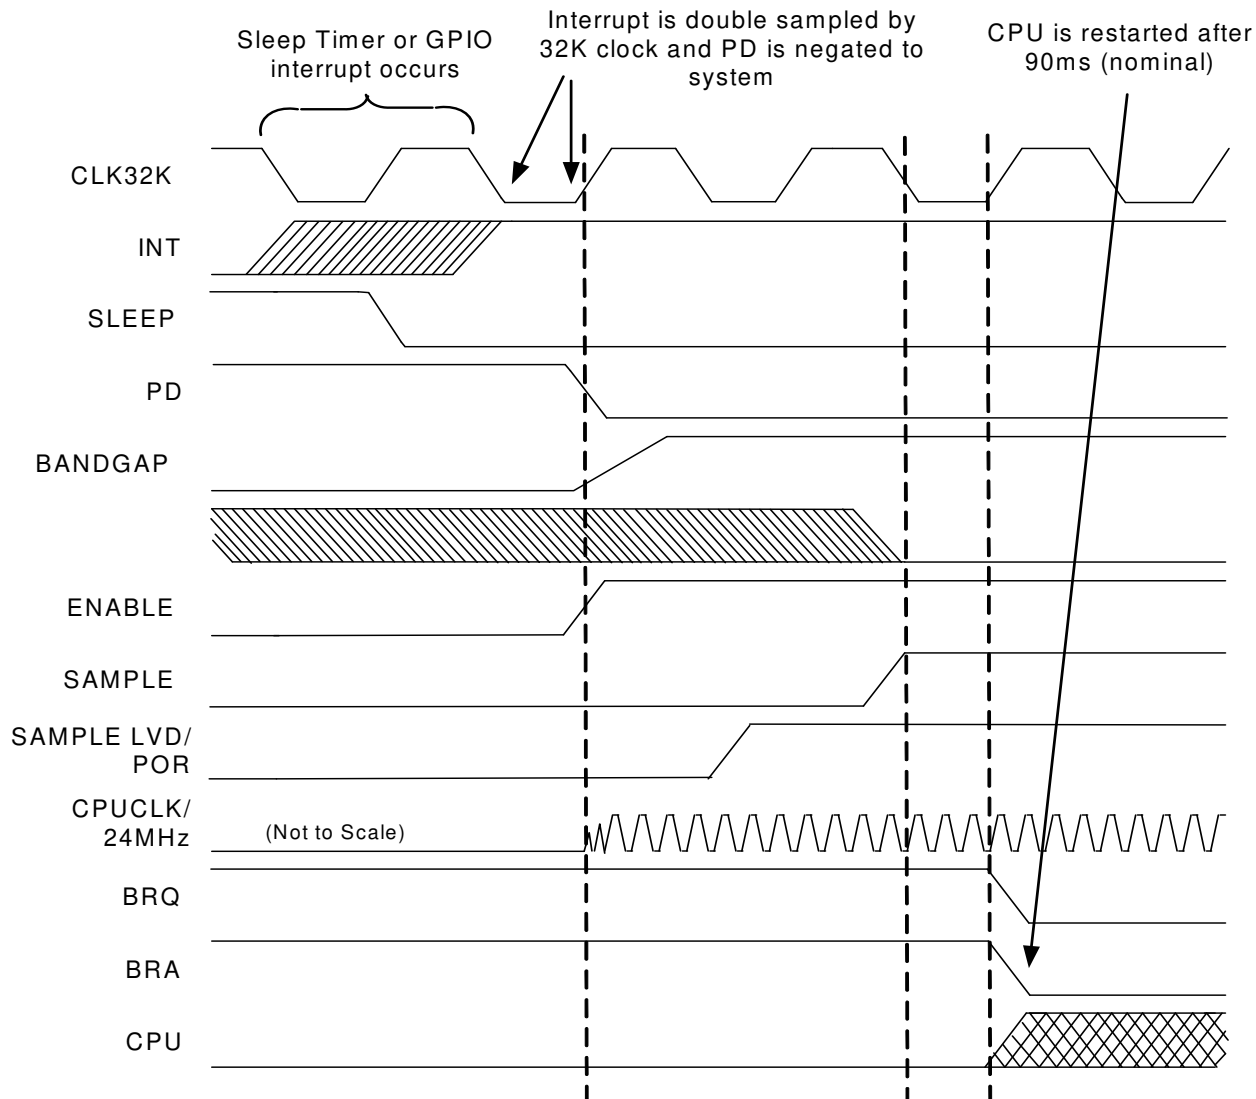 Sleep Timer or GPIO
interrupt occurs
Interrupt is double sampled by
32K clock and PD is negated to
system
CPU is restarted after
90ms (nominal)
CLK32K
INT
SLEEP
PD
BANDGAP
ENABLE
SAMPLE
SAMPLE LVD/
POR
CPUCLK/
24MHz
(Not to Scale)
BRQ
BRA
CPU